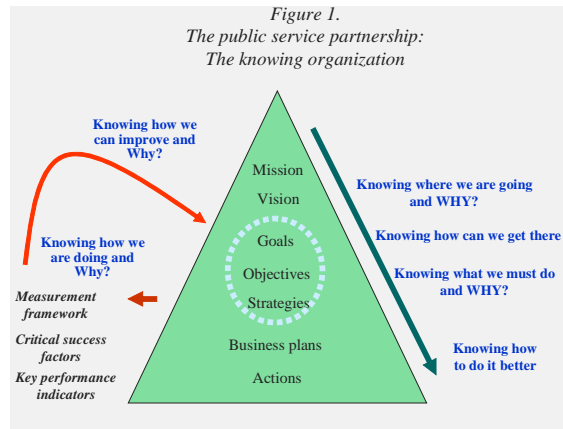 Figure 1.
The public service partnership:
The knowing organization
Knowing how we
can improve and
Why?
Knowing how we
are doing and
Why?
Measurement
framework
Critical success
factors
Key performance
indicators
Mission
Vision
Goals
Objectives
Strategies
Business plans
Actions
Knowing where we are going
and WHY?
Knowing how can we get there
Knowing what we must do
and WHY?
Knowing how
to do it better